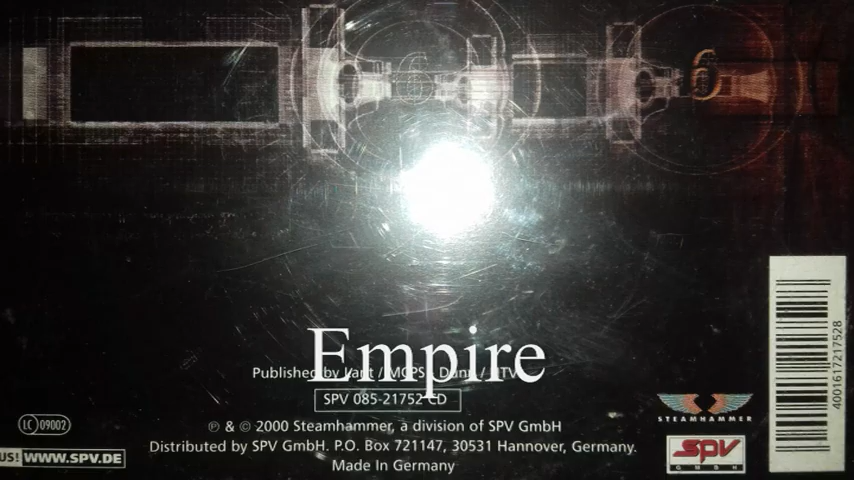 6 6
Empire
Published by
SPV 085-21752 CD
LC 09002
℗ & © 2000 Steamhammer, a division of SPV GmbH
STEAMHAMMER
Distributed by SPV GmbH. P.O. Box 721147, 30531 Hannover, Germany.
US! WWW.SPV.DE
Made In Germany
SPV
GMBH
4001617217528